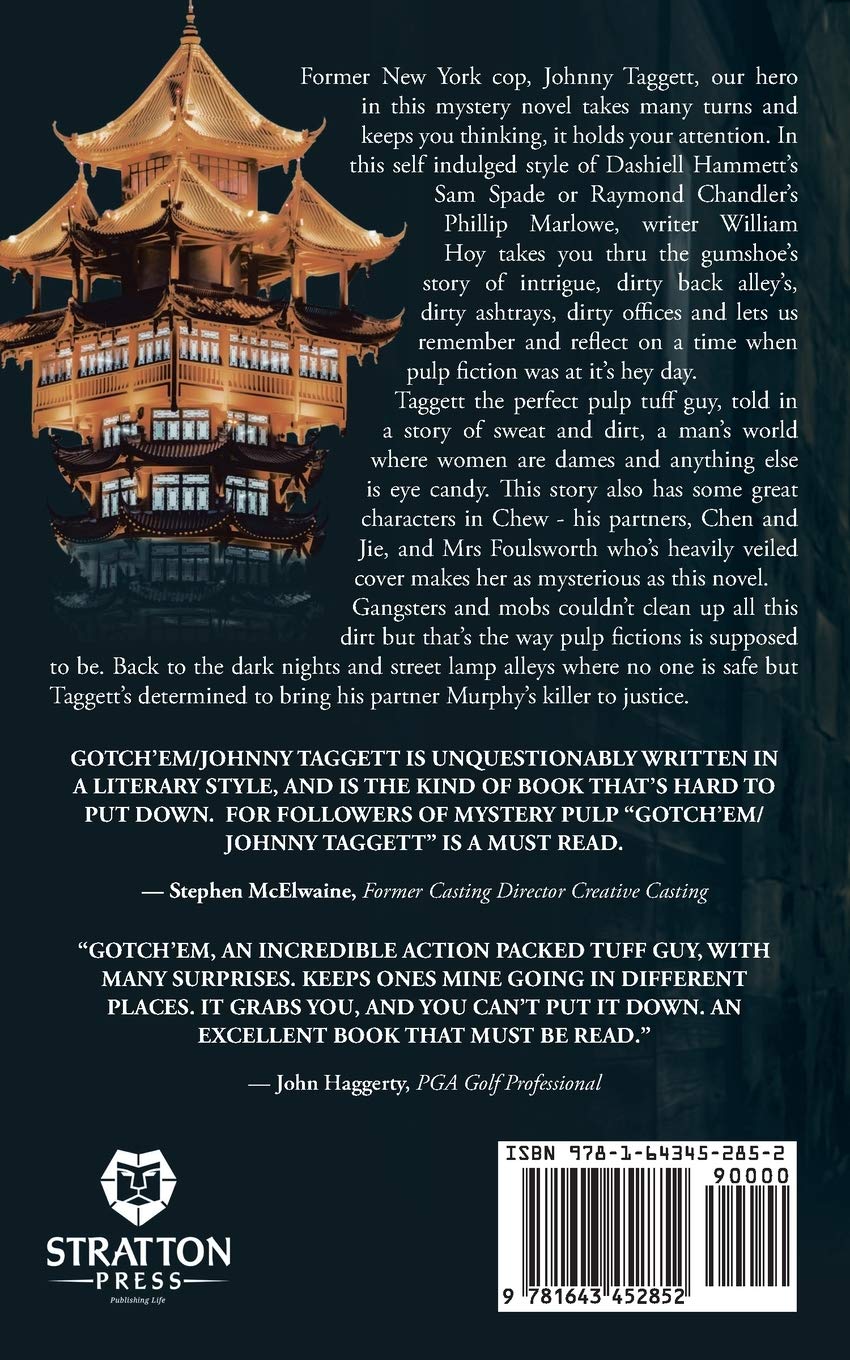 Former New York cop, Johnny Taggett, our hero
in this mystery novel takes many turns and
keeps you thinking, it holds your attention. In
this self indulged style of Dashiell Hammett's
Sam Spade or Raymond Chandler's
Phillip Marlowe, writer William
Hoy takes you thru the gumshoe's
story of intrigue, dirty back alley's,
dirty ashtrays, dirty offices and lets us
remember and reflect on a time when
pulp fiction was at it's hey day.
Taggett the perfect pulp tuff guy, told in
a story of sweat and dirt, a man's world
where women are dames and anything else
is eye candy. This story also has some great
characters in Chew - his partners, Chen and
Jie, and Mrs Foulsworth who's heavily veiled
cover makes her as mysterious as this novel.
Gangsters and mobs couldn't clean up all this
dirt but that's the way pulp fictions is supposed
to be. Back to the dark nights and street lamp alleys where no one is safe but
Taggett's determined to bring his partner Murphy's killer to justice.
GOTCH'EM/JOHNNY TAGGETT IS UNQUESTIONABLY WRITTEN IN
A LITERARY STYLE, AND IS THE KIND OF BOOK THAT'S HARD TO
PUT DOWN. FOR FOLLOWERS OF MYSTERY PULP “GOTCH'EM/
JOHNNY TAGGETT” IS A MUST READ.
— Stephen McElwaine, Former Casting Director Creative Casting
“GOTCH'EM, AN INCREDIBLE ACTION PACKED TUFF GUY, WITH
MANY SURPRISES. KEEPS ONES MINE GOING IN DIFFERENT
PLACES. IT GRABS YOU, AND YOU CAN'T PUT IT DOWN. AN
EXCELLENT BOOK THAT MUST BE READ.”
— John Haggerty, PGA Golf Professional
STRATTON
PRESS
Publishing Life
ISBN 978-1-64345-285-2
90000
9 781643 452852